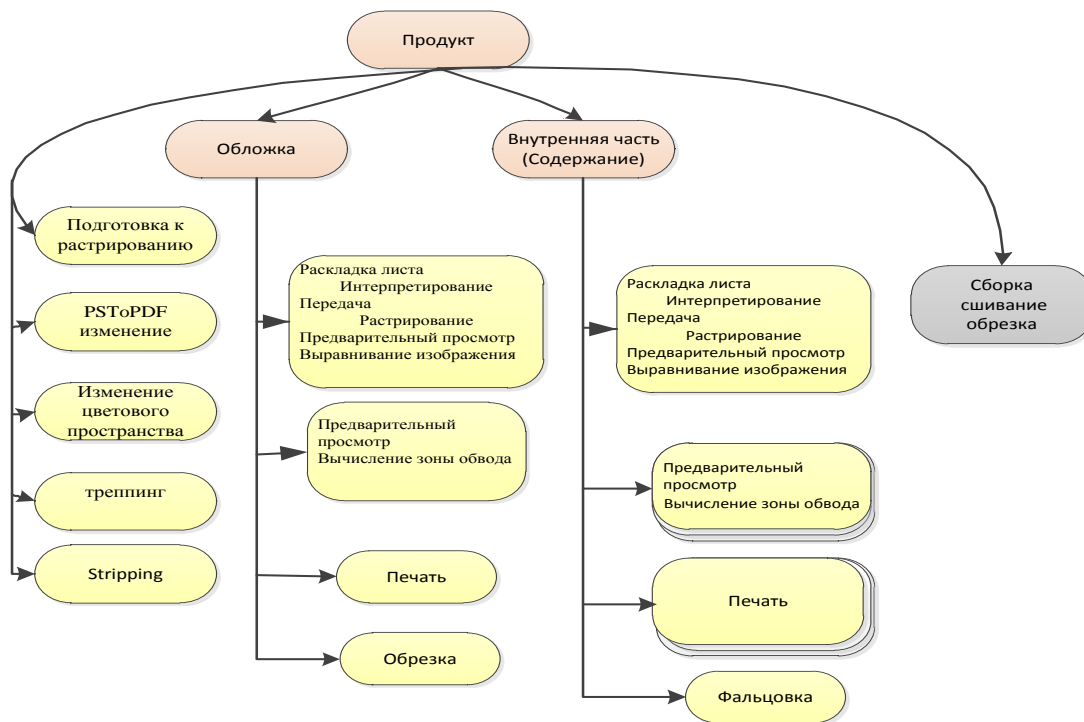 Продукт
Обложка
Внутренняя часть
(Содержание)
Подготовка к
растрированию
PSToPDF
изменение
Изменение
цветового
пространства
треппинг
Stripping
Раскладка листа
Интерпретирование
Передача
Растрирование
Предварительный просмотр
Выравнивание изображения
Предварительный
просмотр
Вычисление зоны обвода
Печать
Обрезка
Раскладка листа
Интерпретирование
Передача
Растрирование
Предварительный просмотр
Выравнивание изображения
Предварительный
просмотр
Вычисление зоны обвода
Печать
Фальцовка
Сборка
сшивание
обрезка